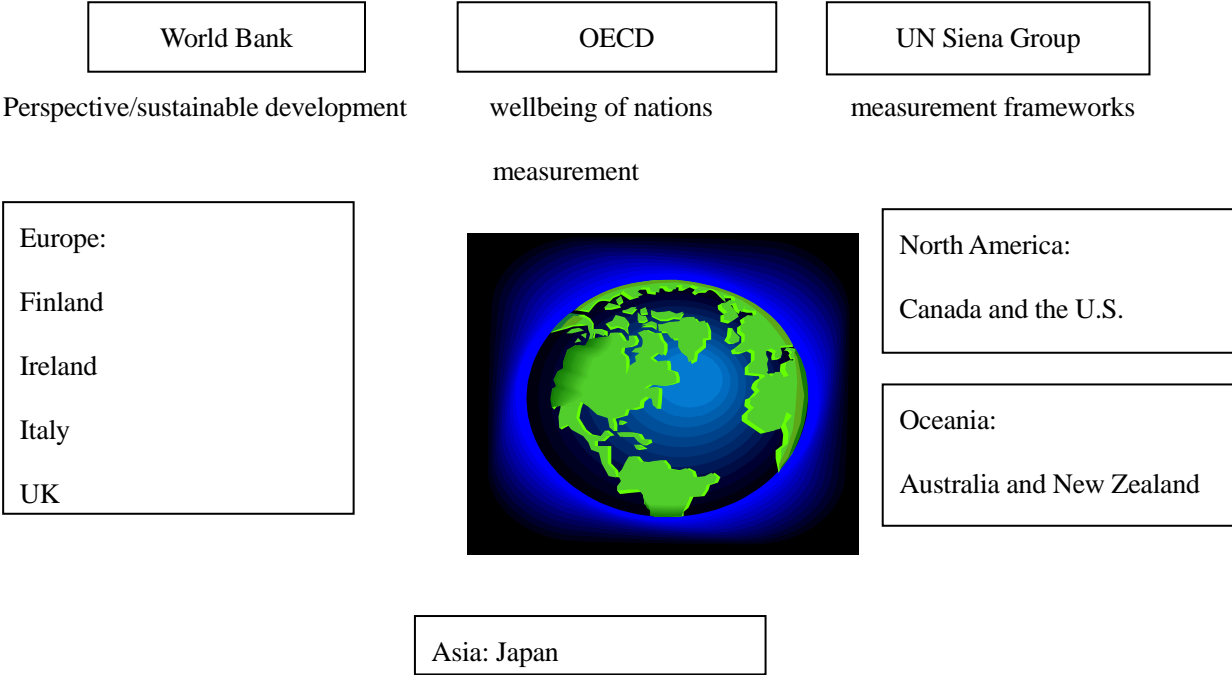 World Bank
OECD
UN Siena Group
Perspective/sustainable development
wellbeing of nations
measurement
measurement frameworks
Europe:
Finland
Ireland
Italy
UK
North America:
Canada and the U.S.
Oceania:
Australia and New Zealand
Asia: Japan